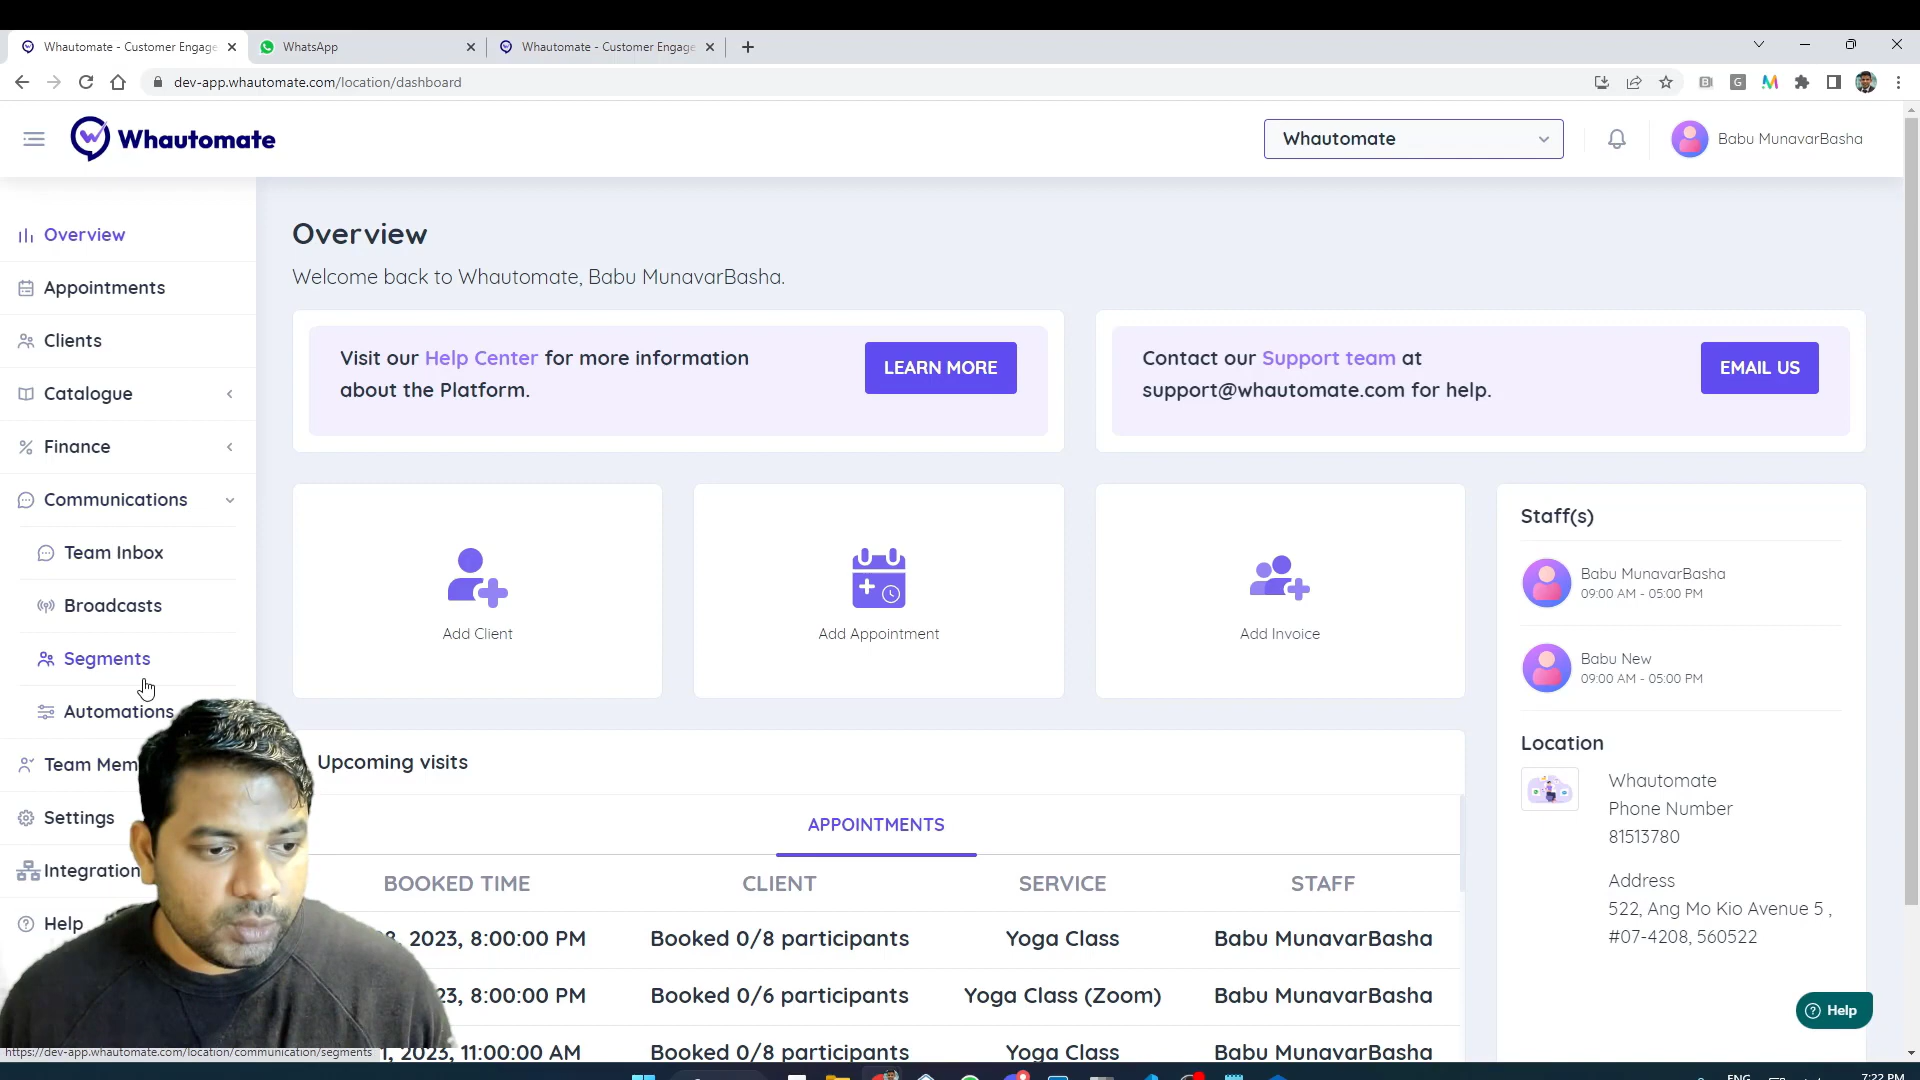 Whautomate - Customer Engage
WhatsApp
Whautomate - Customer Engage
dev-app.whautomate.com/location/dashboard
Whautomate
Whautomate
Babu MunavarBasha
Overview
Appointments
Clients
Catalogue
Finance
Communications
Team Inbox
Broadcasts
Segments
Automations
Team Mem
Settings
Integration
Help
Overview
Welcome back to Whautomate, Babu MunavarBasha.
Visit our Help Center for more information
about the Platform.
LEARN MORE
Contact our Support team at
support@whautomate.com for help.
EMAIL US
Add Client
Add Appointment
Add Invoice
Staff(s)
Babu MunavarBasha
09:00 AM - 05:00 PM
Babu New
09:00 AM - 05:00 PM
Location
Whautomate
Phone Number
81513780
Address
522, Ang Mo Kio Avenue 5 ,
#07-4208, 560522
Upcoming visits
APPOINTMENTS
BOOKED TIME CLIENT SERVICE STAFF
2023, 8:00:00 PM Booked 0/8 participants Yoga Class Babu MunavarBasha
23, 8:00:00 PM Booked 0/6 participants Yoga Class (Zoom) Babu MunavarBasha
2023, 11:00:00 AM Booked 0/8 participants Yoga Class Babu MunavarBasha
Help
https://dev-app.whautomate.com/location/communication/segments
ENG
7:22 PM